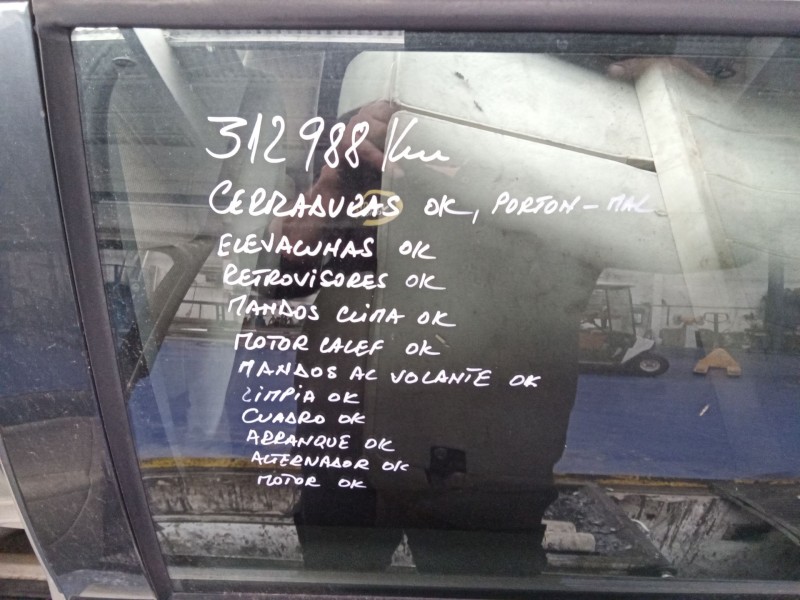 312988 Km
CERRADURAS OK, PORTON - MAL
ELEVALUNAS OK
RETROVISORES OK
MANDOS CLIMA OK
MOTOR CALEF OK
MANDOS AL VOLANTE OK
LIMPIA OK
CUADRO OK
ARRANQUE OK
ALTERNADOR OK
MOTOR OK